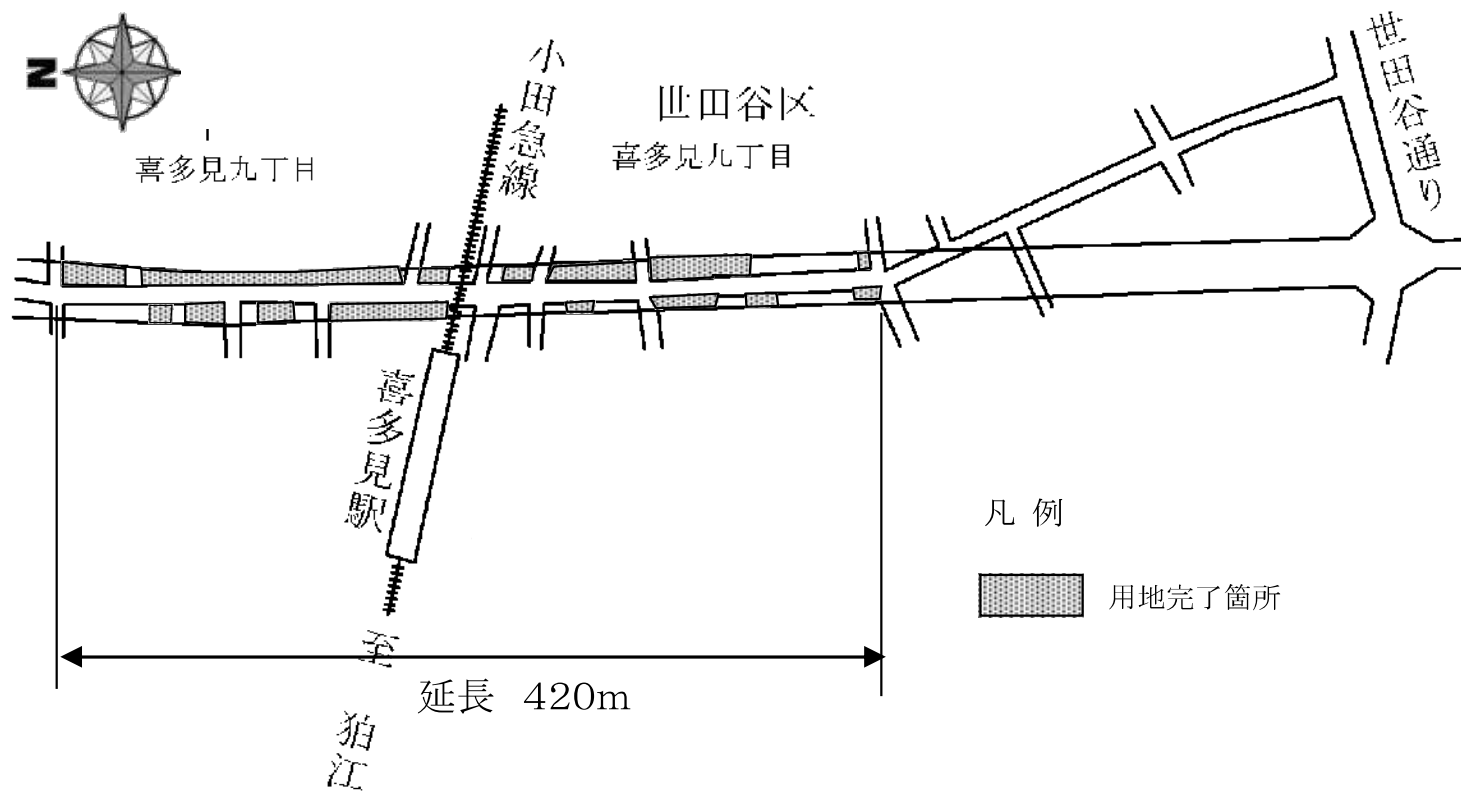 N
小田急線
世田谷区
喜多見九丁目
喜多見九丁目
世田谷通り
喜多見駅
凡 例
用地完了箇所
至 狛江
延長 420m